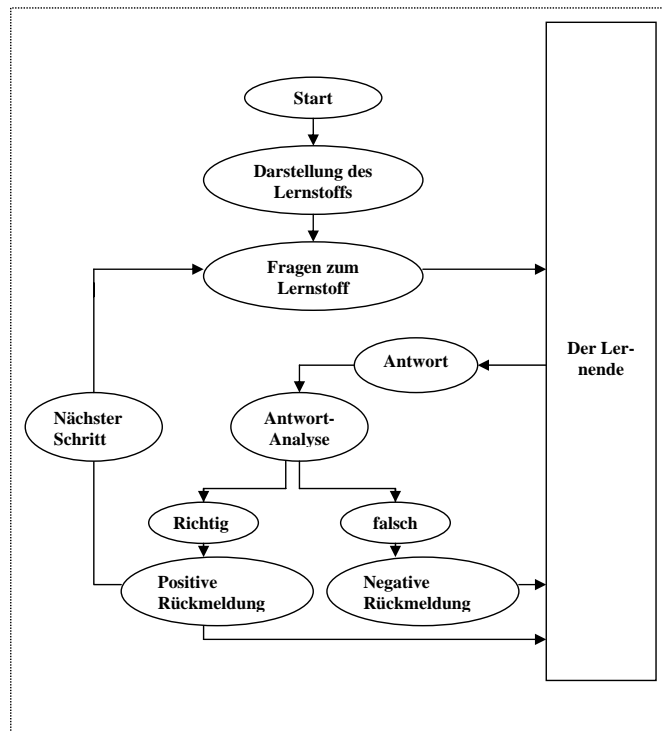 Start
Darstellung des
Lernstoffs
Fragen zum
Lernstoff
Der Ler-
nende
Antwort
Nächster
Schritt
Antwort-
Analyse
Richtig
falsch
Positive
Rückmeldung
Negative
Rückmeldung